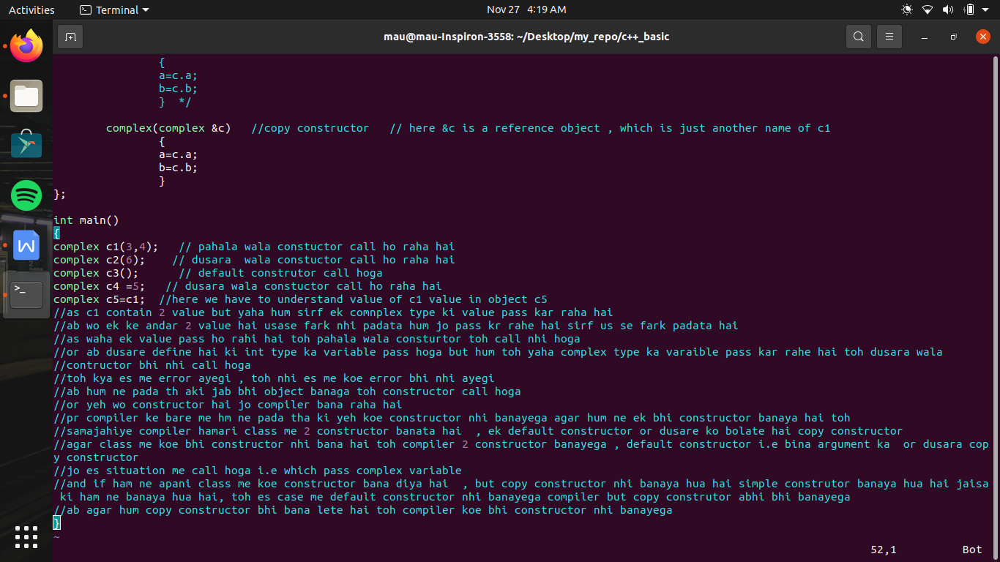 Activities Terminal Nov 27 4:19 AM
mau@mau-Inspiron-3558: ~/Desktop/my_repo/c++_basic
{
a=c.a;
b=c.b;
} */
complex(complex &c) //copy constructor // here &c is a reference object , which is just another name of c1
{
a=c.a;
b=c.b;
}
};
int main()
{
complex c1(3,4); // pahala wala constuctor call ho raha hai
complex c2(6); // dusara wala constuctor call ho raha hai
complex c3(); // default construtor call hoga
complex c4 =5; // dusara wala constuctor call ho raha hai
complex c5=c1; //here we have to understand value of c1 value in object c5
//as c1 contain 2 value but yaha hum sirf ek comnplex type ki value pass kar raha hai
//ab wo ek ke andar 2 value hai usase fark nhi padata hum jo pass kr rahe hai sirf us se fark padata hai
//as waha ek value pass ho rahi hai toh pahala wala consturtor toh call nhi hoga
//or ab dusare define hai ki int type ka variable pass hoga but hum toh yaha complex type ka varaible pass kar rahe hai toh dusara wala
//contructor bhi nhi call hoga
//toh kya es me error ayegi , toh nhi es me koe error bhi nhi ayegi
//ab hum ne pada th aki jab bhi object banaga toh constructor call hoga
//or yeh wo constructor hai jo compiler bana raha hai
//pr compiler ke bare me hm ne pada tha ki yeh koe constructor nhi banayega agar hum ne ek bhi constructor banaya hai toh
//samajahiye compiler hamari class me 2 constructor banata hai , ek default constructor or dusare ko bolate hai copy constructor
//agar class me koe bhi constructor nhi bana hai toh compiler 2 constructor banayega , default constructor i.e bina argument ka or dusara cop
y constructor
//jo es situation me call hoga i.e which pass complex variable
//and if ham ne apani class me koe constructor bana diya hai , but copy constructor nhi banaya hua hai simple construtor banaya hua hai jaisa
ki ham ne banaya hua hai, toh es case me default constructor nhi banayega compiler but copy construtor abhi bhi banayega
//ab agar hum copy constructor bhi bana lete hai toh compiler koe bhi constructor nhi banayega
}
~
52,1 Bot